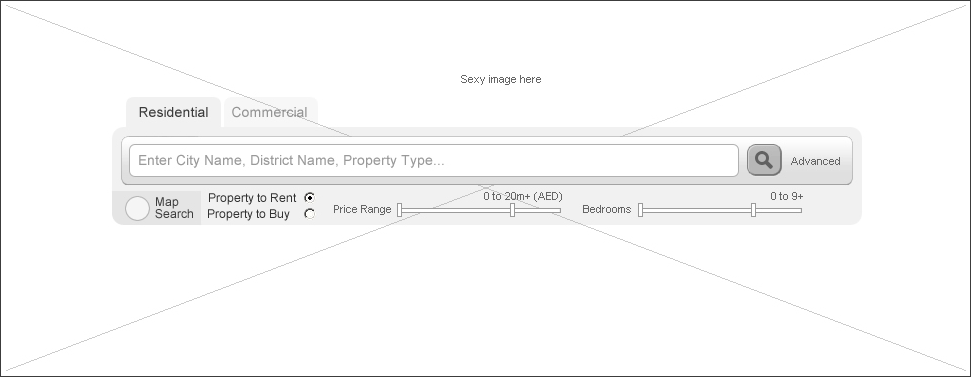 Sexy image here
Residential
Commercial
Enter City Name, District Name, Property Type...
Advanced
Map
Search
Property to Rent
Property to Buy
Price Range
0 to 20m+ (AED)
Bedrooms
0 to 9+